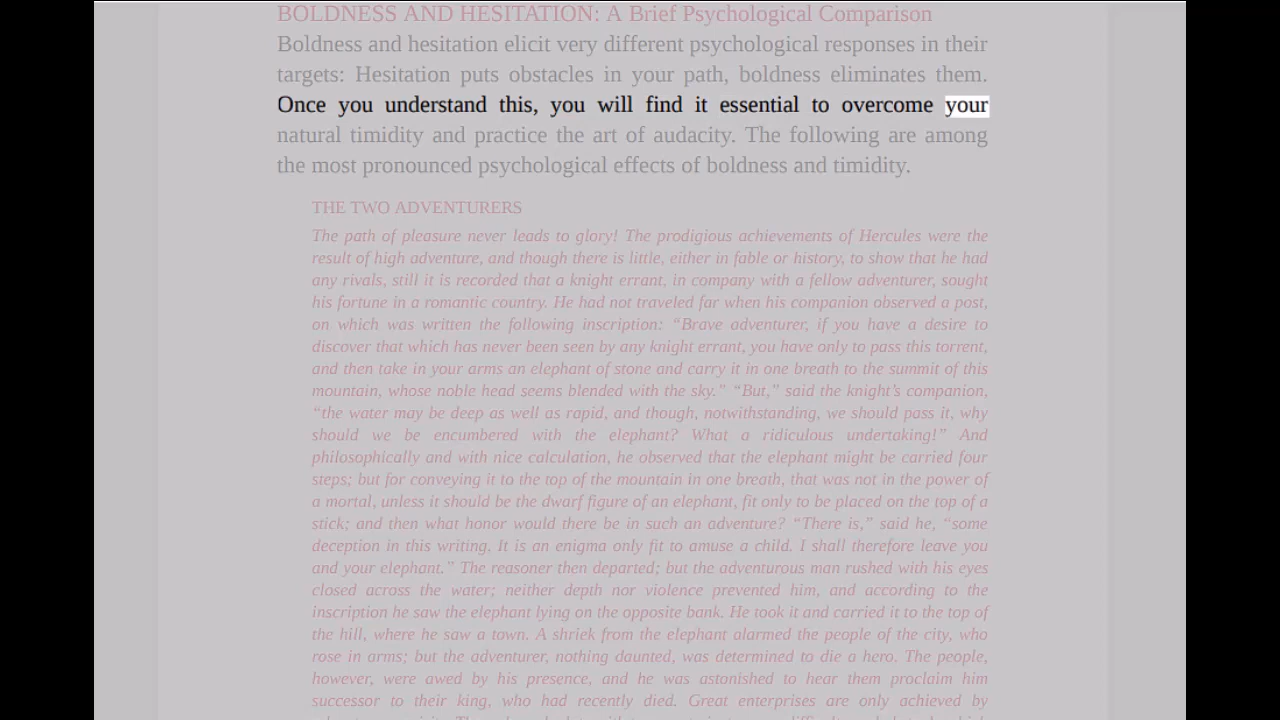 BOLDNESS AND HESITATION: A Brief Psychological Comparison
Boldness and hesitation elicit very different psychological responses in their
targets: Hesitation puts obstacles in your path, boldness eliminates them.
Once you understand this, you will find it essential to overcome your
natural timidity and practice the art of audacity. The following are among
the most pronounced psychological effects of boldness and timidity.
THE TWO ADVENTURERS
The path of pleasure never leads to glory! The prodigious achievements of Hercules were the
result of high adventure, and though there is little, either in fable or history, to show that he had
any rivals, still it is recorded that a knight errant, in company with a fellow adventurer, sought
his fortune in a romantic country. He had not traveled far when his companion observed a post,
on which was written the following inscription: “Brave adventurer, if you have a desire to
discover that which has never been seen by any knight errant, you have only to pass this torrent,
and then take in your arms an elephant of stone and carry it in one breath to the summit of this
mountain, whose noble head seems blended with the sky.” “But,” said the knight’s companion,
“the water may be deep as well as rapid, and though, notwithstanding, we should pass it, why
should we be encumbered with the elephant? What a ridiculous undertaking!” And
philosophically and with nice calculation, he observed that the elephant might be carried four
steps; but for conveying it to the top of the mountain in one breath, that was not in the power of
a mortal, unless it should be the dwarf figure of an elephant, fit only to be placed on the top of a
stick; and then what honor would there be in such an adventure? “There is,” said he, “some
deception in this writing. It is an enigma only fit to amuse a child. I shall therefore leave you
and your elephant.” The reasoner then departed; but the adventurous man rushed with his eyes
closed across the water; neither depth nor violence prevented him, and according to the
inscription he saw the elephant lying on the opposite bank. He took it and carried it to the top of
the hill, where he saw a town. A shriek from the elephant alarmed the people of the city, who
rose in arms; but the adventurer, nothing daunted, was determined to die a hero. The people,
however, were awed by his presence, and he was astonished to hear them proclaim him
successor to their king, who had recently died. Great enterprises are only achieved by